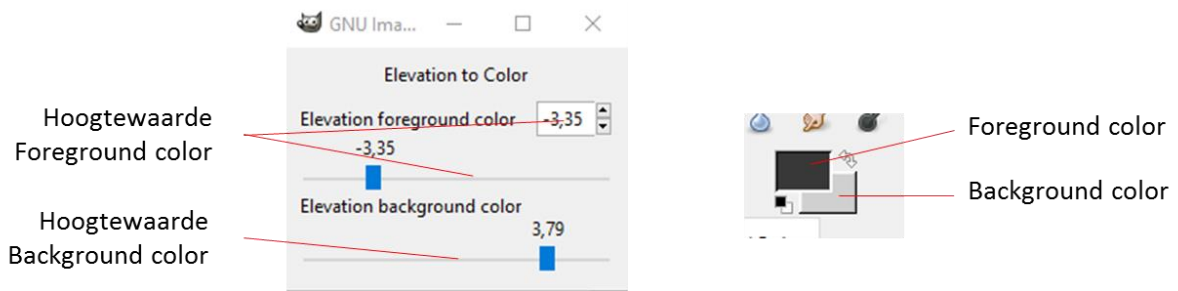 GNU Ima...
Elevation to Color
Hoogtewaarde
Foreground color
Elevation foreground color -3,35
-3,35
Elevation background color
3,79
Hoogtewaarde
Background color
Foreground color
Background color